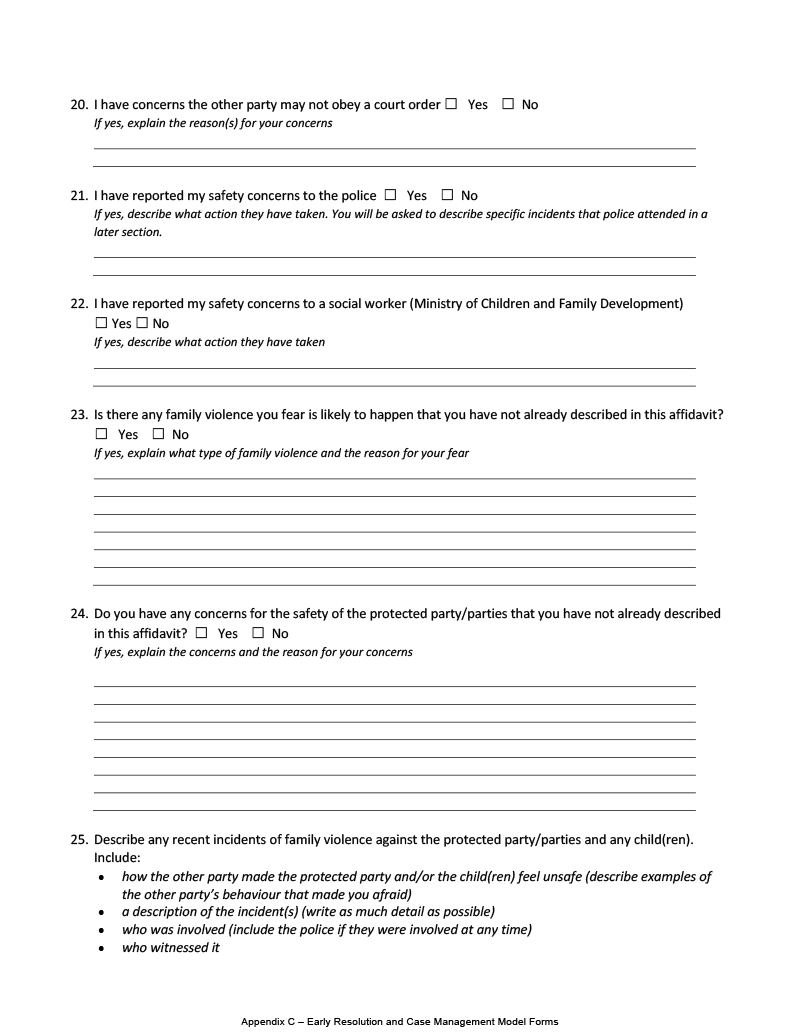 20. I have concerns the other party may not obey a court order ☐ Yes ☐ No
If yes, explain the reason(s) for your concerns
21. I have reported my safety concerns to the police ☐ Yes ☐ No
If yes, describe what action they have taken. You will be asked to describe specific incidents that police attended in a
later section.
22. I have reported my safety concerns to a social worker (Ministry of Children and Family Development)
☐ Yes ☐ No
If yes, describe what action they have taken
23. Is there any family violence you fear is likely to happen that you have not already described in this affidavit?
☐ Yes ☐ No
If yes, explain what type of family violence and the reason for your fear
24. Do you have any concerns for the safety of the protected party/parties that you have not already described
in this affidavit? ☐ Yes ☐ No
If yes, explain the concerns and the reason for your concerns
25. Describe any recent incidents of family violence against the protected party/parties and any child(ren).
Include:
• how the other party made the protected party and/or the child(ren) feel unsafe (describe examples of
the other party's behaviour that made you afraid)
• a description of the incident(s) (write as much detail as possible)
• who was involved (include the police if they were involved at any time)
• who witnessed it
Appendix C – Early Resolution and Case Management Model Forms